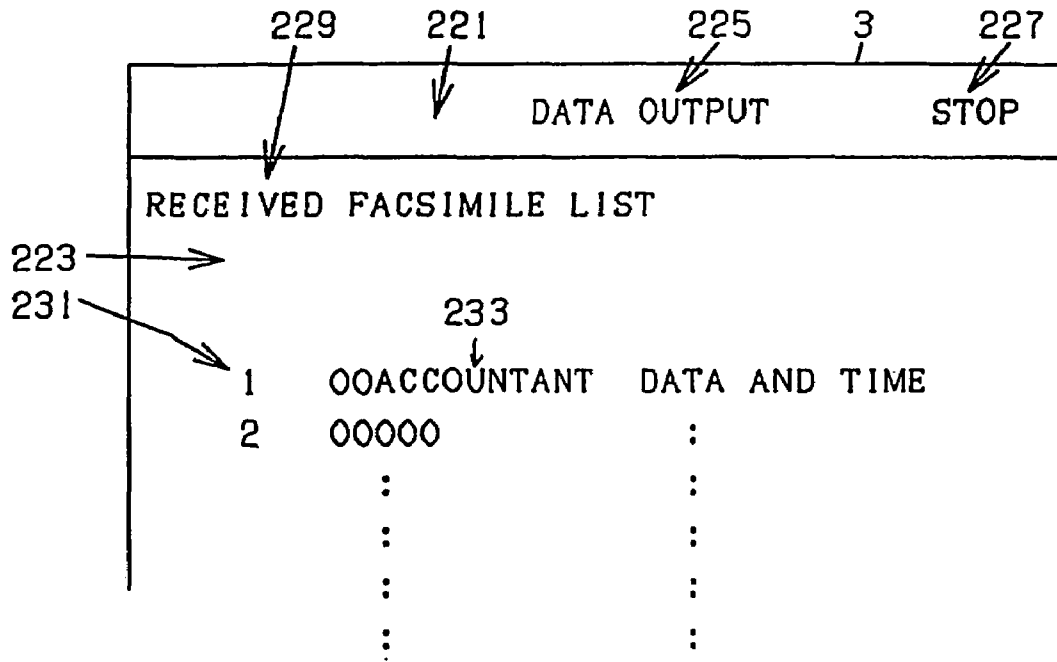 229 221 225 3 227
DATA OUTPUT STOP
RECEIVED FACSIMILE LIST
223
231
233
1 OOACCOUNTANT DATA AND TIME
2 OOOOO :
: :
: :
: :
: :